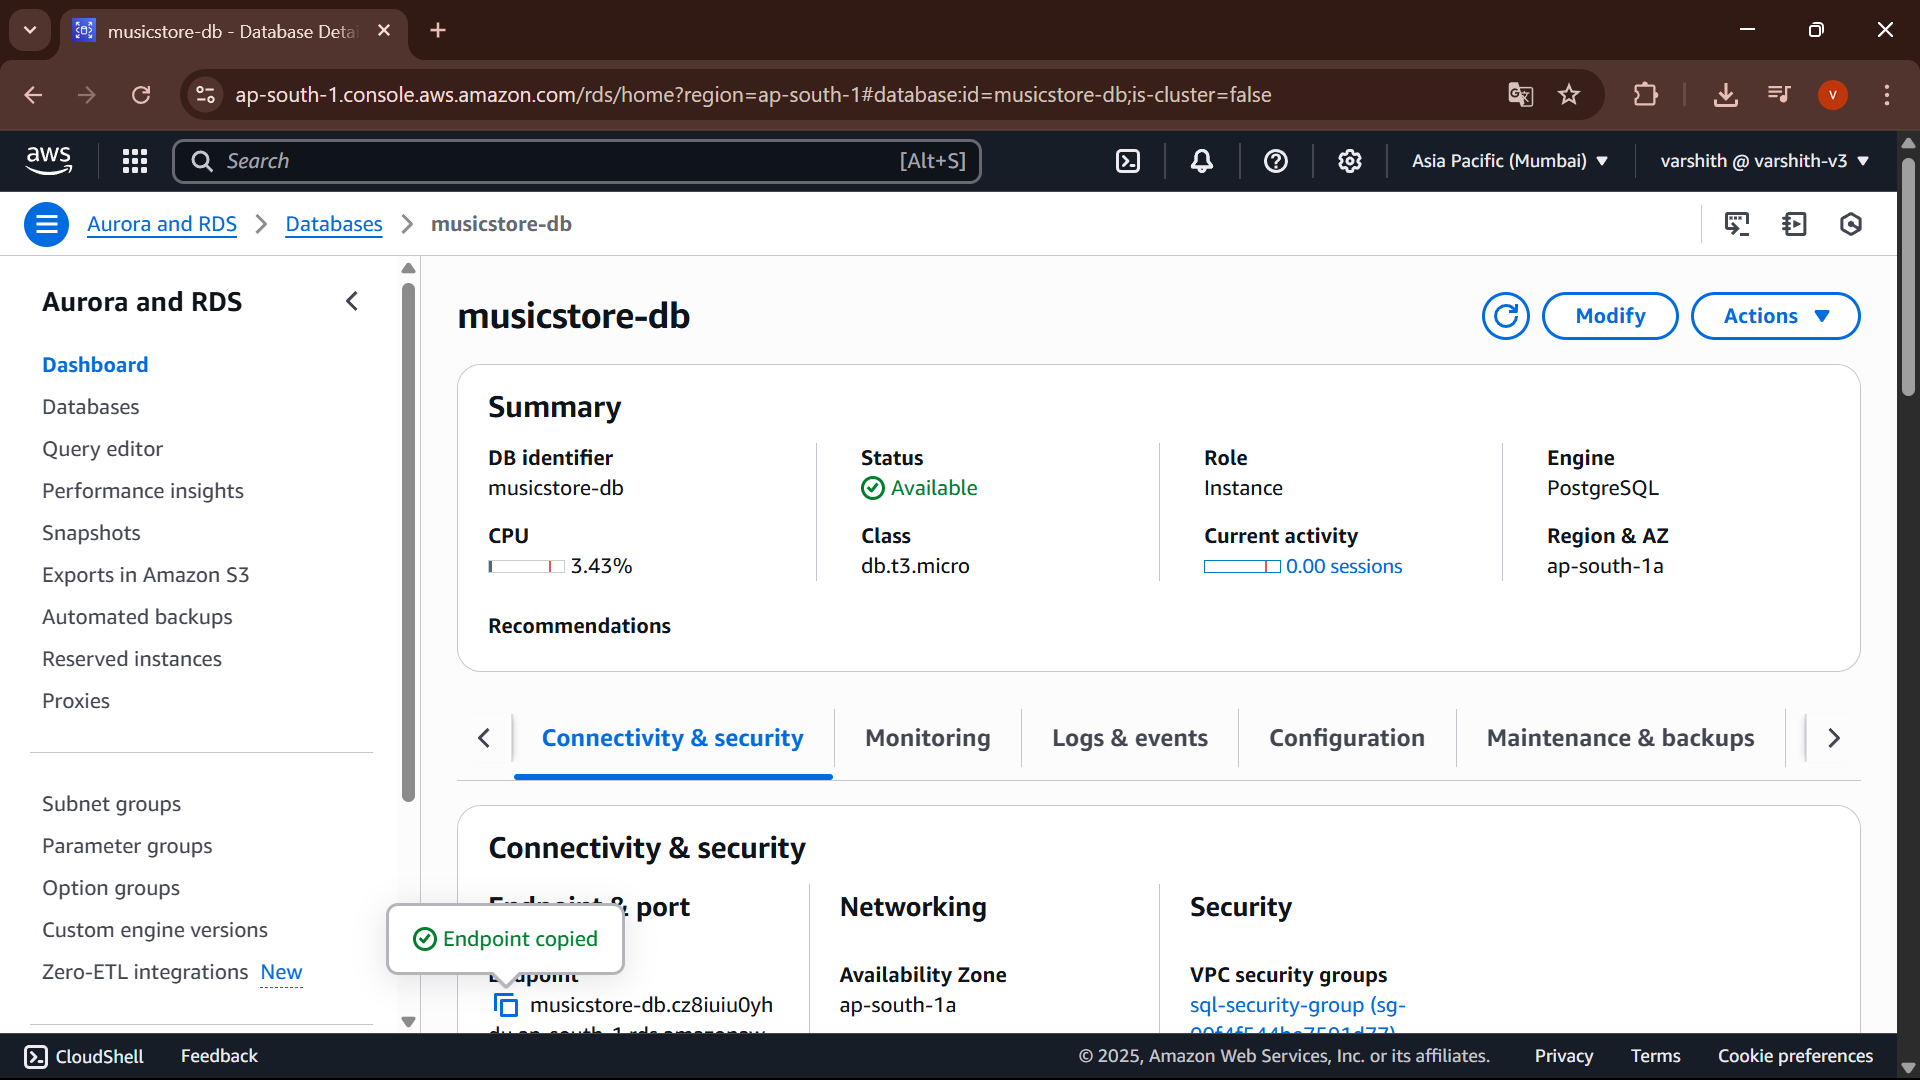 musicstore-db - Database Detai
ap-south-1.console.aws.amazon.com/rds/home?region=ap-south-1#database:id=musicstore-db;is-cluster=false
V
aws
Search
[Alt+S]
Asia Pacific (Mumbai)
varshith @ varshith-v3
Aurora and RDS
Databases
musicstore-db
Aurora and RDS
Dashboard
Databases
Query editor
Performance insights
Snapshots
Exports in Amazon S3
Automated backups
Reserved instances
Proxies
Subnet groups
Parameter groups
Option groups
Custom engine versions
Zero-ETL integrations New
musicstore-db
Modify
Actions
Summary
DB identifier
musicstore-db
Status
Available
Role
Instance
Engine
PostgreSQL
CPU
3.43%
Class
db.t3.micro
Current activity
0.00 sessions
Region & AZ
ap-south-1a
Recommendations
Connectivity & security
Monitoring
Logs & events
Configuration
Maintenance & backups
Connectivity & security
Endpoint & port
Endpoint copied
Endpoint
musicstore-db.cz8iuiu0yh
Networking
Availability Zone
ap-south-1a
Security
VPC security groups
sql-security-group (sg-
CloudShell
Feedback
© 2025, Amazon Web Services, Inc. or its affiliates.
Privacy
Terms
Cookie preferences